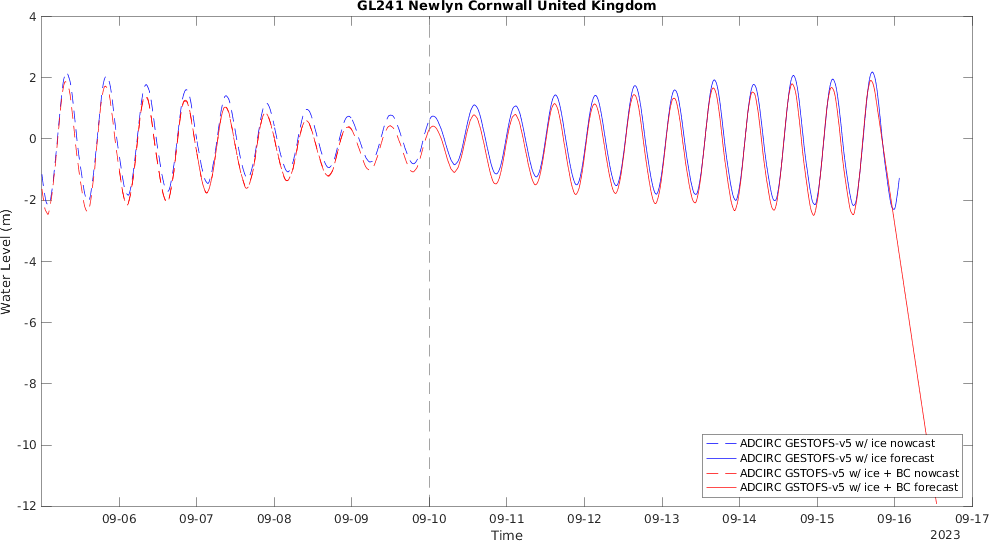 GL241 Newlyn Cornwall United Kingdom
4
2
0
-2
-4
-6
-8
-10
-12
Water Level (m)
ADCIRC GESTOFS-v5 w/ ice nowcast
ADCIRC GESTOFS-v5 w/ ice forecast
ADCIRC GSTOFS-v5 w/ ice + BC nowcast
ADCIRC GSTOFS-v5 w/ ice + BC forecast
09-06 09-07 09-08 09-09 09-10 09-11 09-12 09-13 09-14 09-15 09-16 09-17
Time
2023